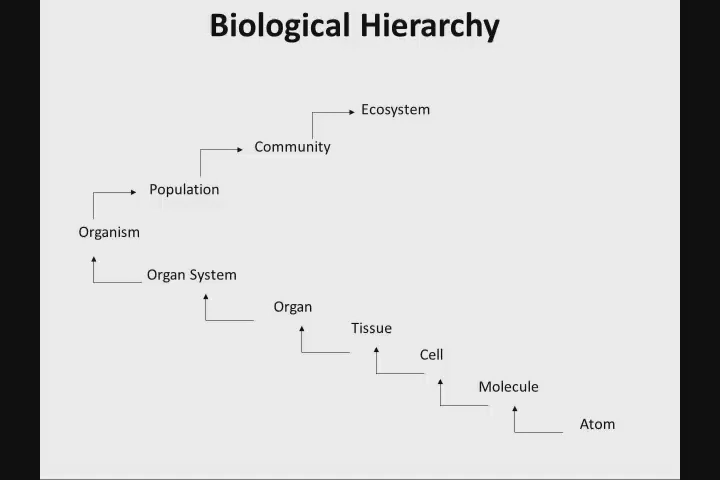 Biological Hierarchy
Ecosystem
Community
Population
Organism
Organ System
Organ
Tissue
Cell
Molecule
Atom